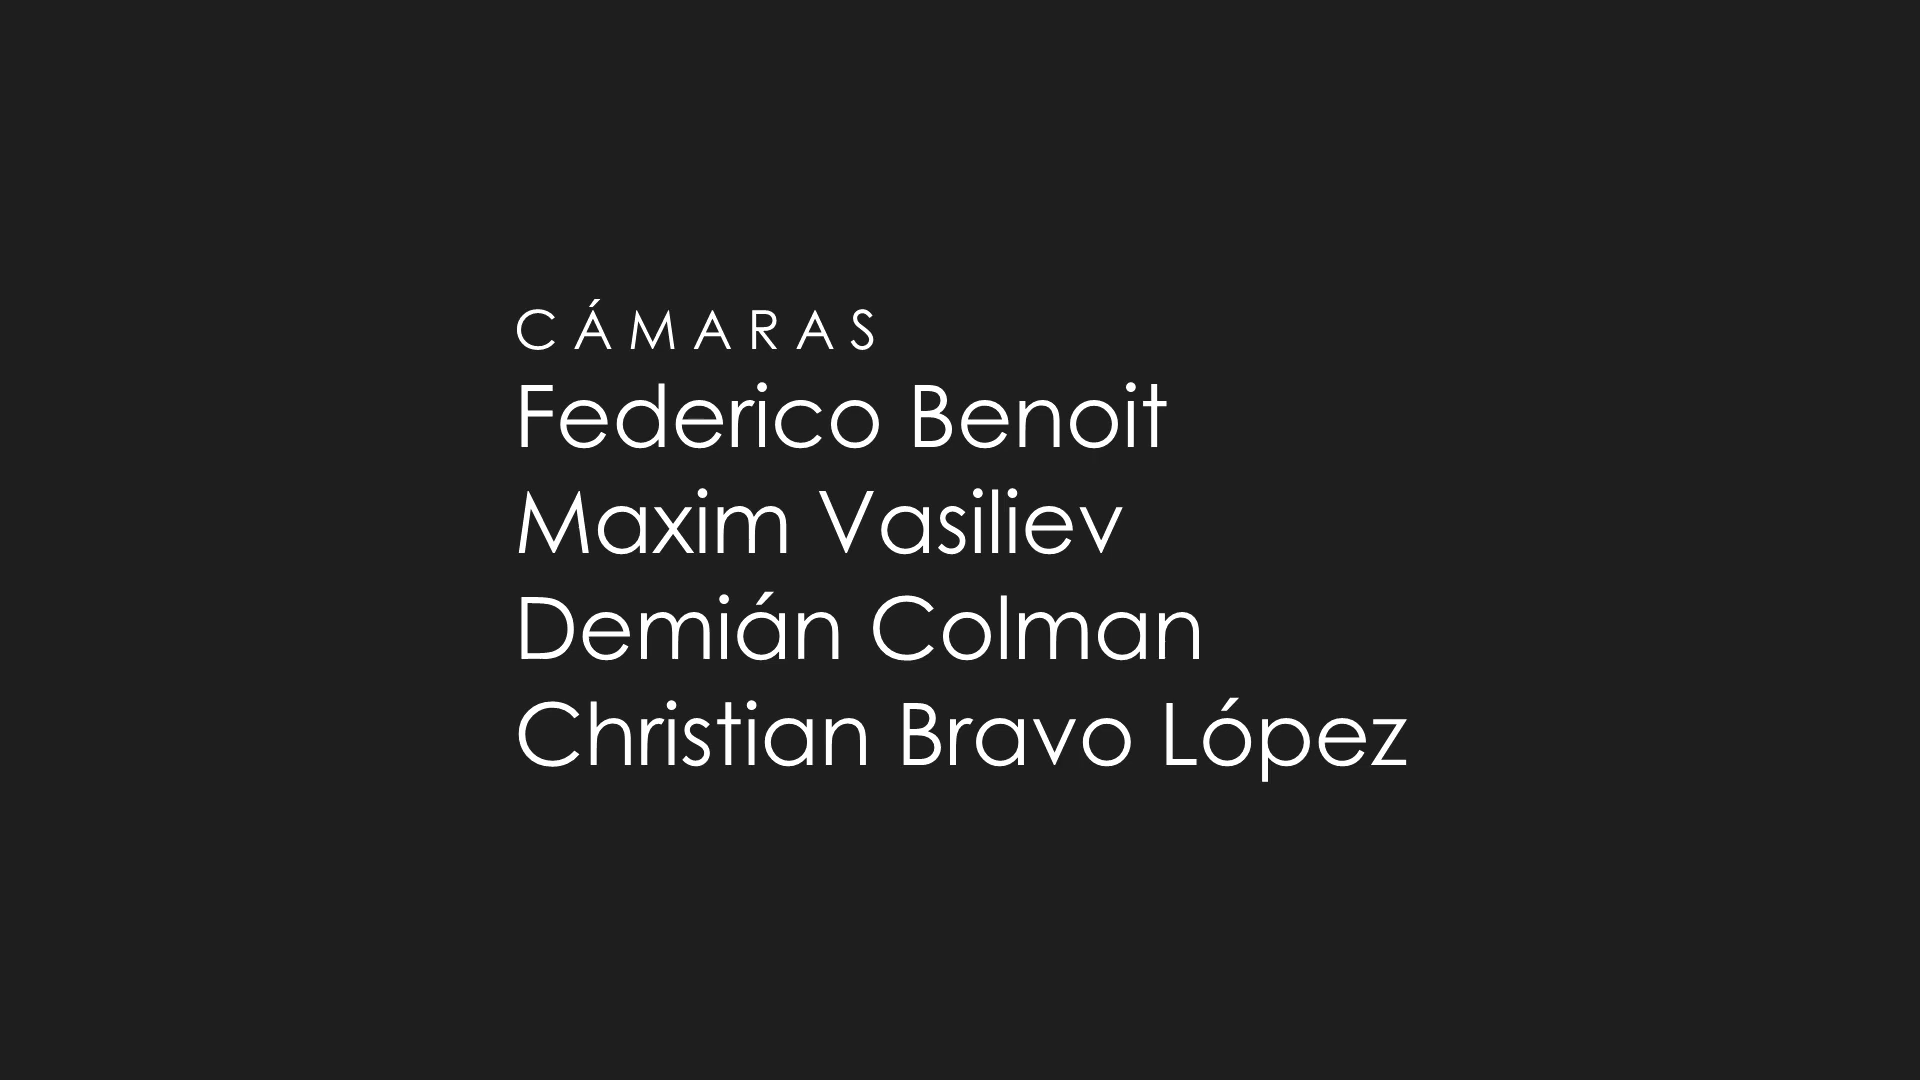 CÁMARAS
Federico Benoit
Maxim Vasiliev
Demián Colman
Christian Bravo López